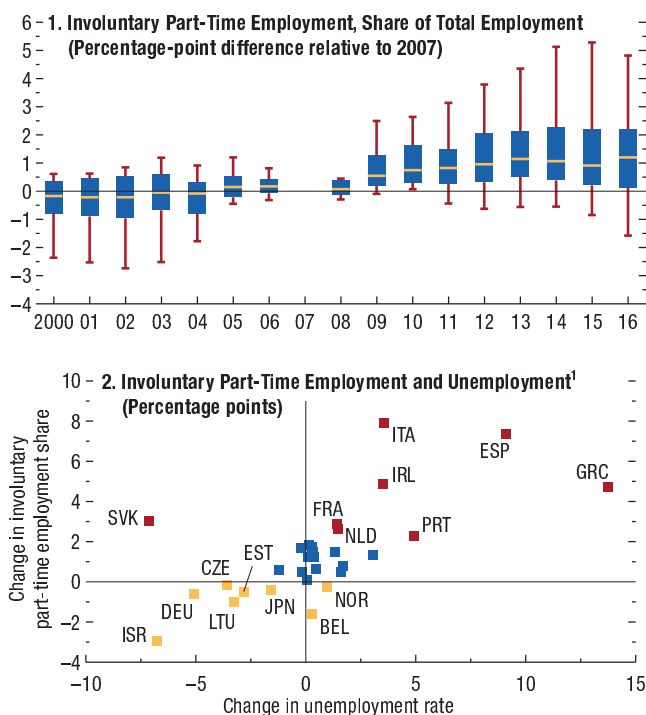 1. Involuntary Part-Time Employment, Share of Total Employment
(Percentage-point difference relative to 2007)
6
5
4
3
2
1
0
–1
–2
–3
–4
2000 01 02 03 04 05 06 07 08 09 10 11 12 13 14 15 16
2. Involuntary Part-Time Employment and Unemployment¹
(Percentage points)
Change in involuntary
part-time employment share
10
8
6
4
2
0
–2
–4
ITA
ESP
IRL
GRC
SVK
FRA
PRT
NLD
EST
CZE
DEU
LTU
JPN
NOR
BEL
ISR
–10 –5 0 5 10 15
Change in unemployment rate